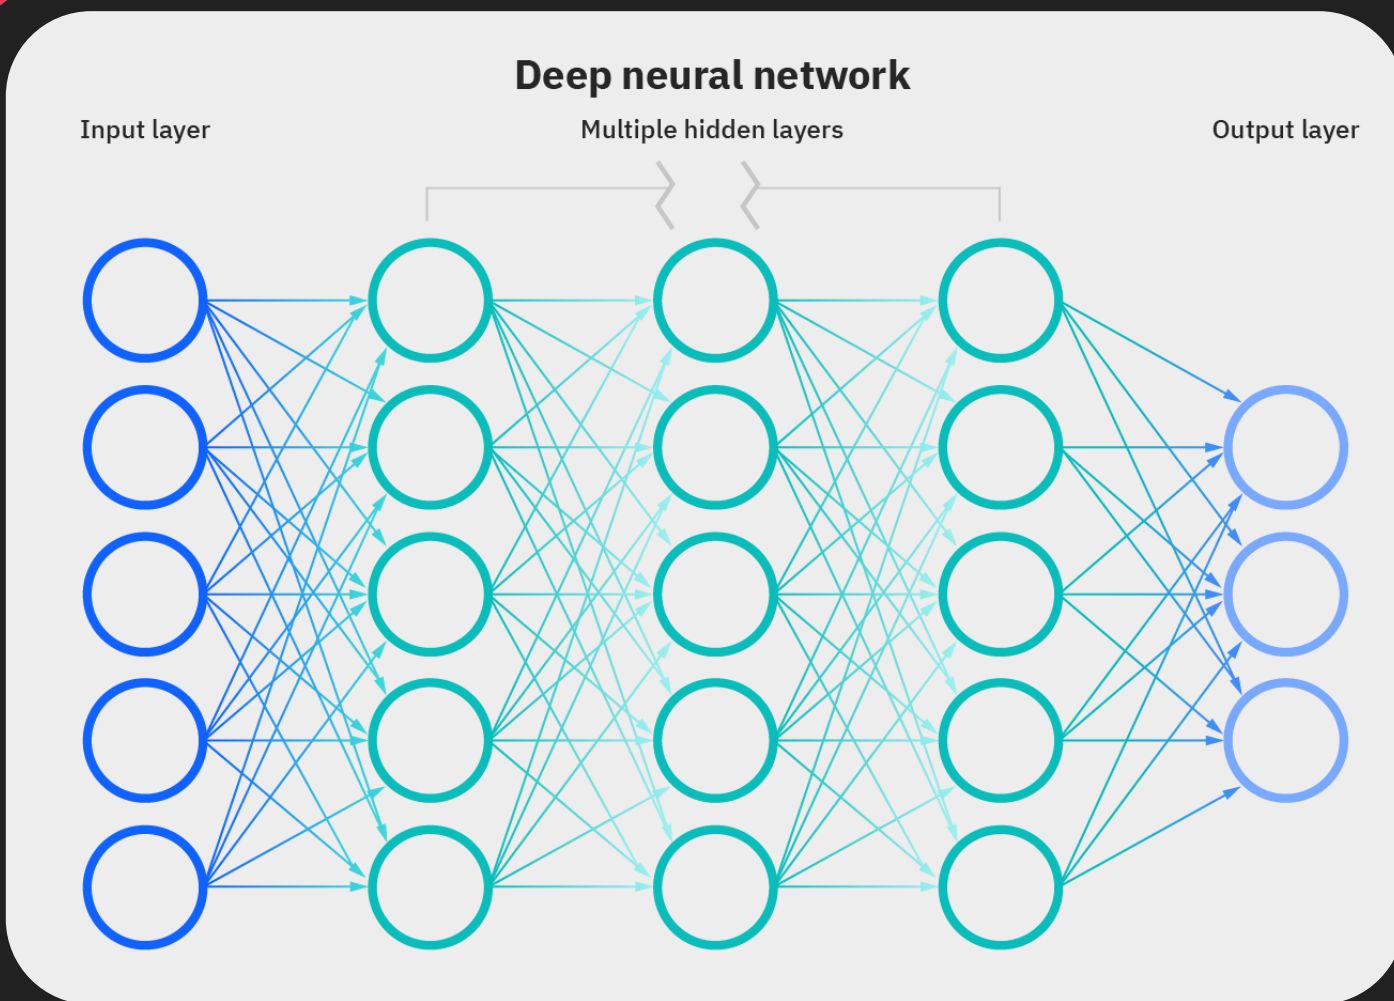 Deep neural network
Input layer
Multiple hidden layers
Output layer